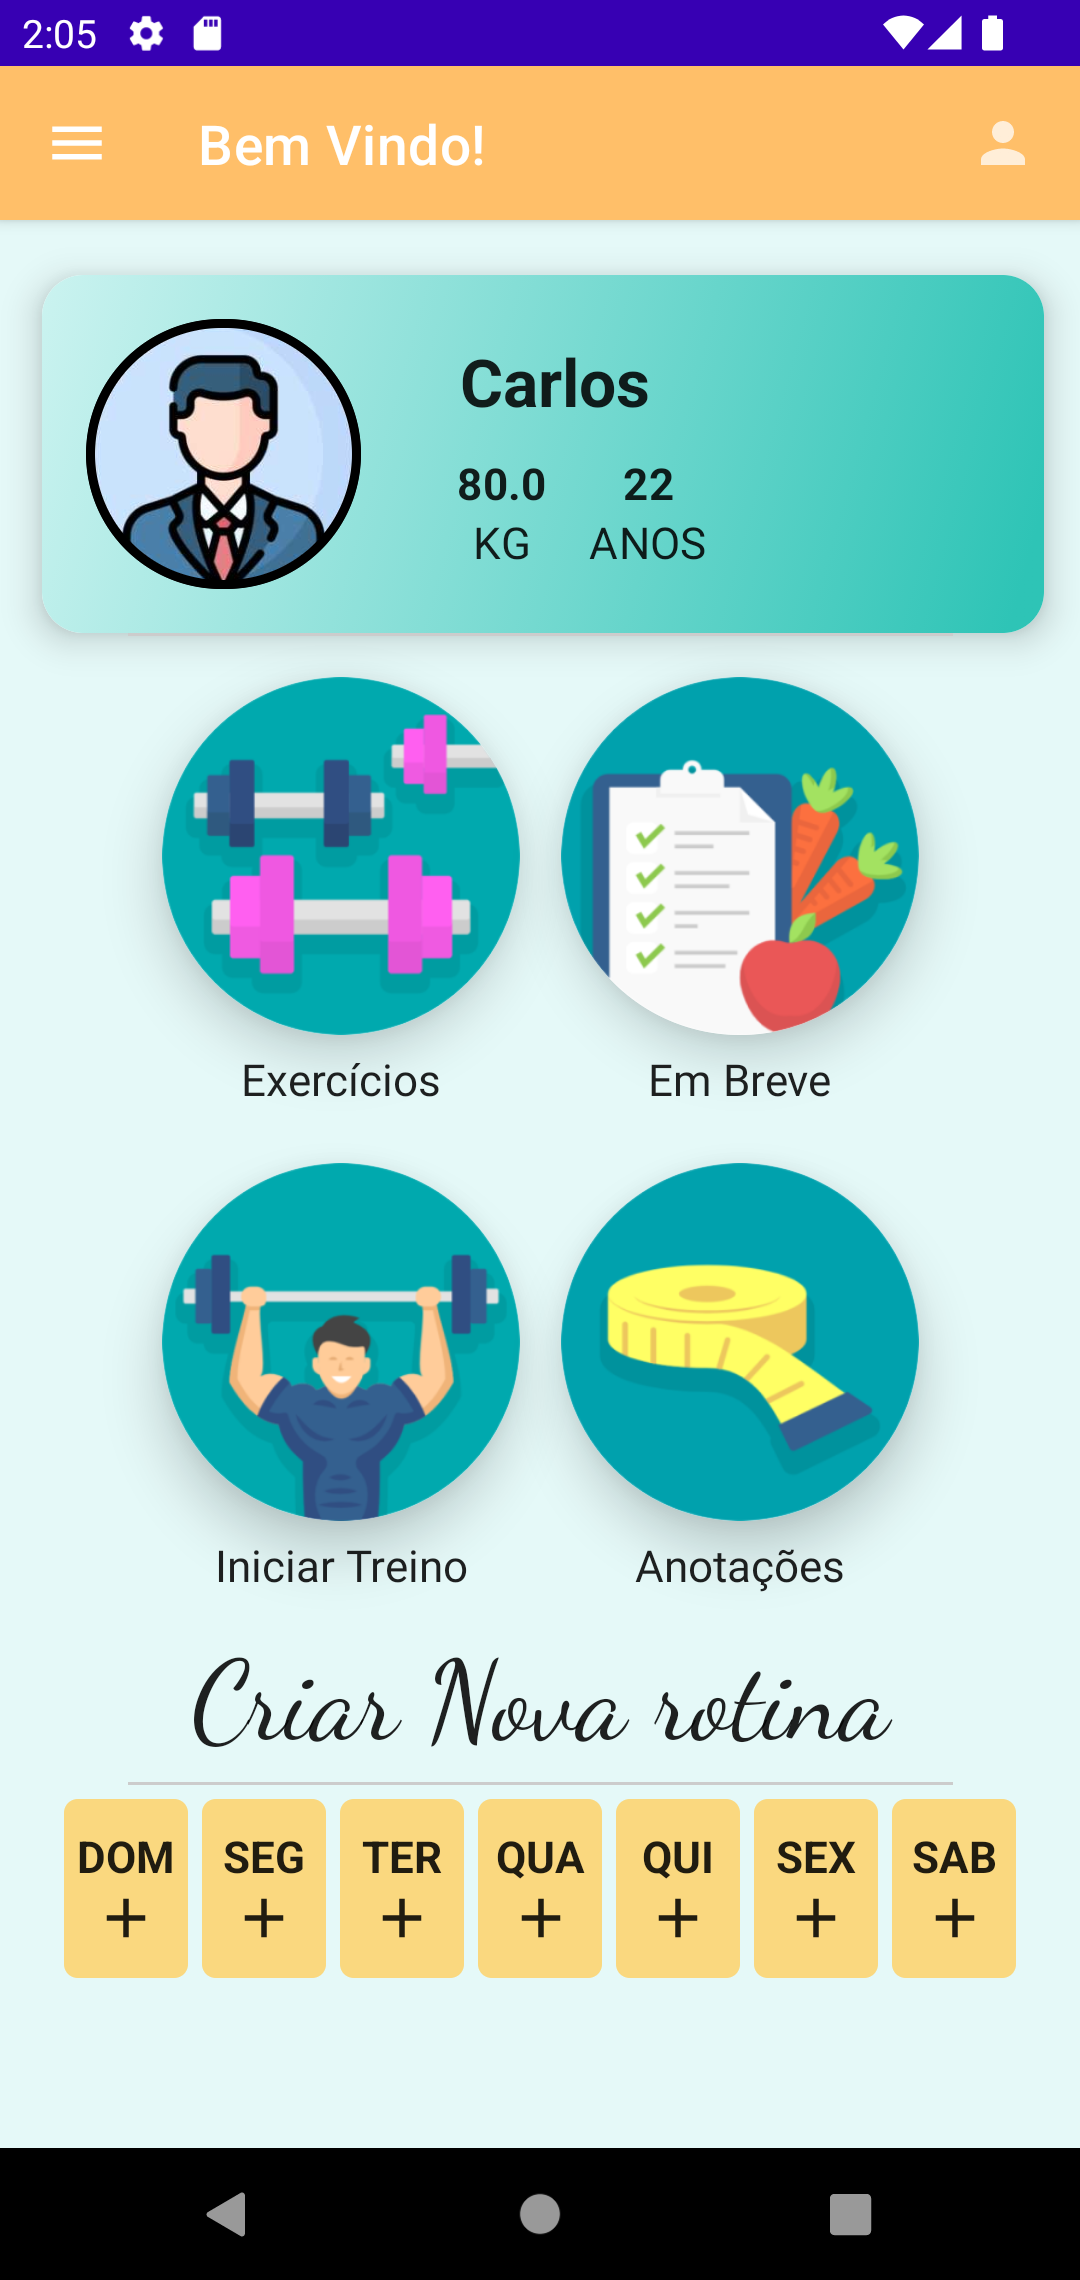 2:05
Bem Vindo!
Carlos
80.0 22
KG ANOS
Exercícios Em Breve
Iniciar Treino Anotações
Criar Nova rotina
DOM SEG TER QUA QUI SEX SAB
+ + + + + + +